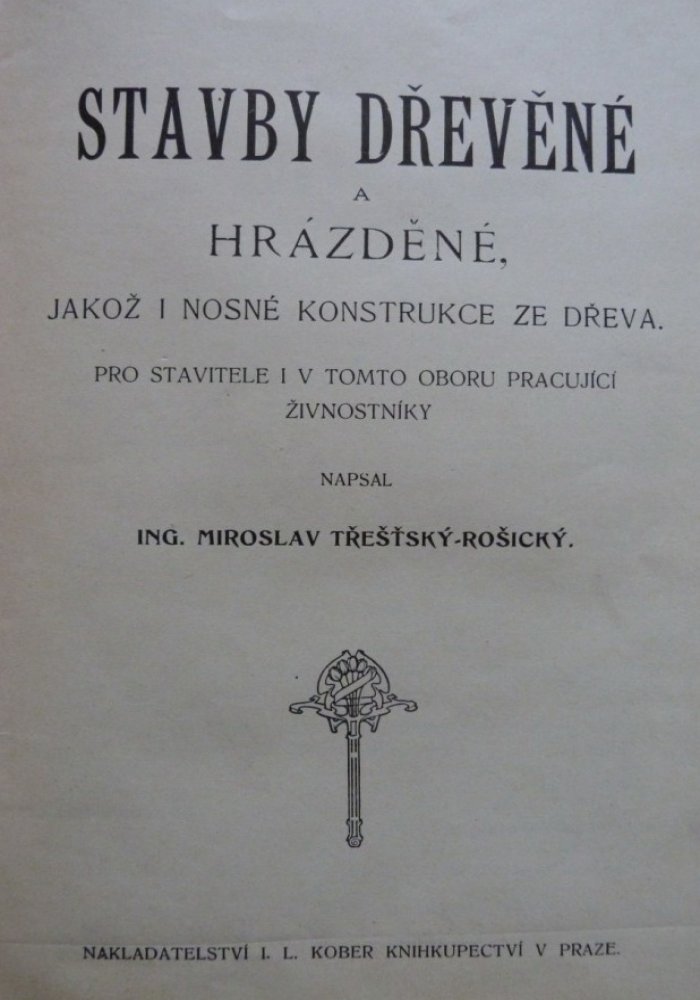 STAVBY DŘEVĚNÉ
A
HRÁZDĚNÉ,
JAKOŽ I NOSNÉ KONSTRUKCE ZE DŘEVA.
PRO STAVITELE I V TOMTO OBORU PRACUJÍCÍ
ŽIVNOSTNÍKY
NAPSAL
ING. MIROSLAV TŘEŠŤSKÝ-ROŠICKÝ.
NAKLADATELSTVÍ I. L. KOBER KNIHKUPECTVÍ V PRAZE.